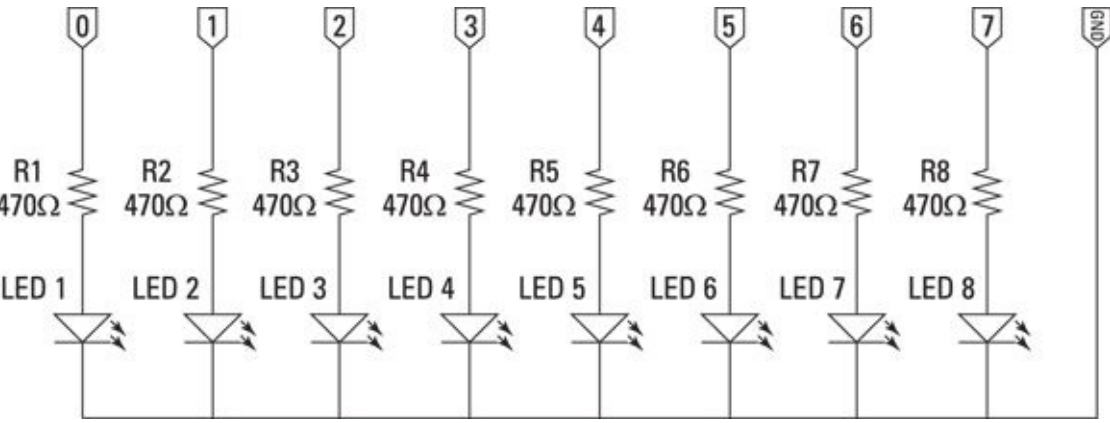 0 1 2 3 4 5 6 7 GND
R1 R2 R3 R4 R5 R6 R7 R8
470Ω 470Ω 470Ω 470Ω 470Ω 470Ω 470Ω 470Ω
LED 1 LED 2 LED 3 LED 4 LED 5 LED 6 LED 7 LED 8